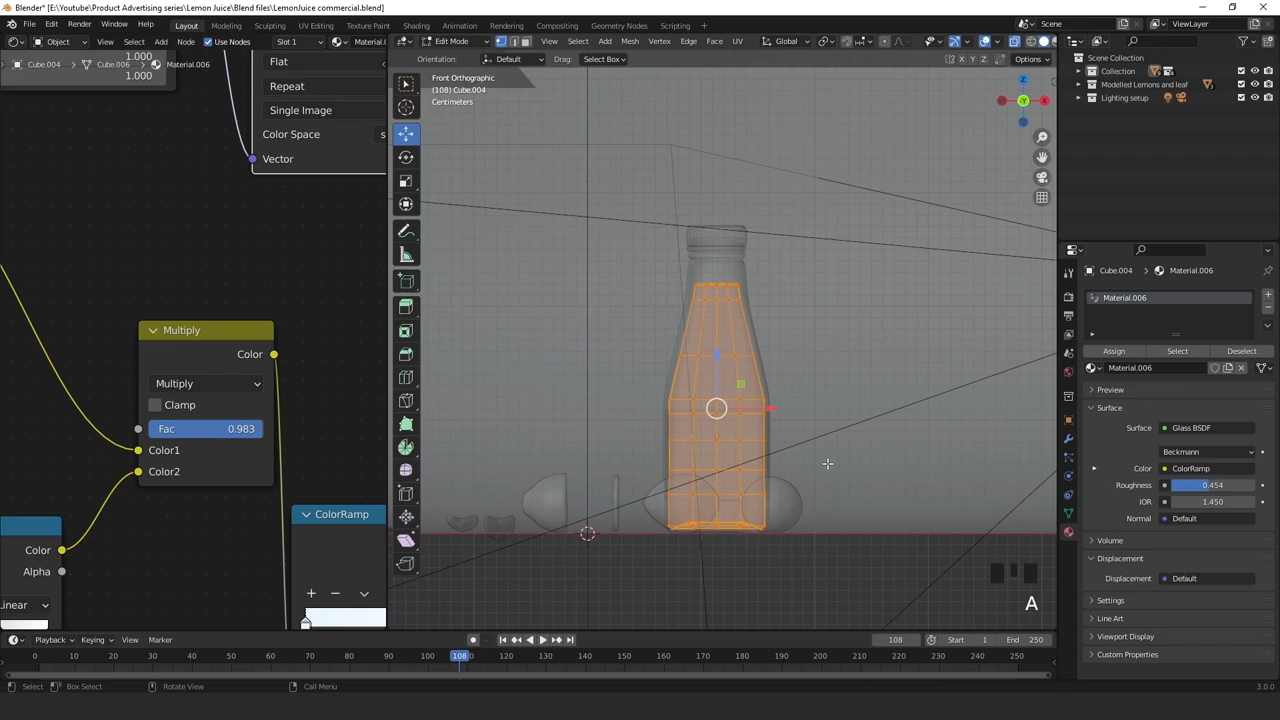 Blender* [E:\Youtube\Product Advertising series\Lemon Juice\Blend files\LemonJuice commercial.blend]
File Edit Render Window Help
Layout Modeling Sculpting UV Editing Texture Paint Shading Animation Rendering Compositing Geometry Nodes Scripting
Scene ViewLayer
Object View Select Add Node Use Nodes Slot 1 Material.
Edit Mode View Select Add Mesh Vertex Edge Face UV Global
Orientation: Default Drag: Select Box X Y Z Options
1.000
Cube.004 Cube.006 Material.006
1.000
Flat
Repeat
Single Image
Color Space s
Vector
Front Orthographic
(108) Cube.004
Centimeters
Z
Y
X
Multiply
Color
Multiply
Clamp
Fac 0.983
Color1
Color2
Color
Alpha
inear
ColorRamp
A
Scene Collection
Collection
Modelled Lemons and leaf
Lighting setup
Cube.004 Material.006
Material.006
Assign Select Deselect
Material.006
Preview
Surface
Surface Glass BSDF
Beckmann
Color ColorRamp
Roughness 0.454
IOR 1.450
Normal Default
Volume
Displacement
Displacement Default
Settings
Line Art
Viewport Display
Custom Properties
Playback Keying View Marker 108 Start 1 End 250
0 10 20 30 40 50 60 70 80 90 100 108 0 120 130 140 150 160 170 180 190 200 210 220 230 240 250
Select Box Select Rotate View Call Menu 3.0.0